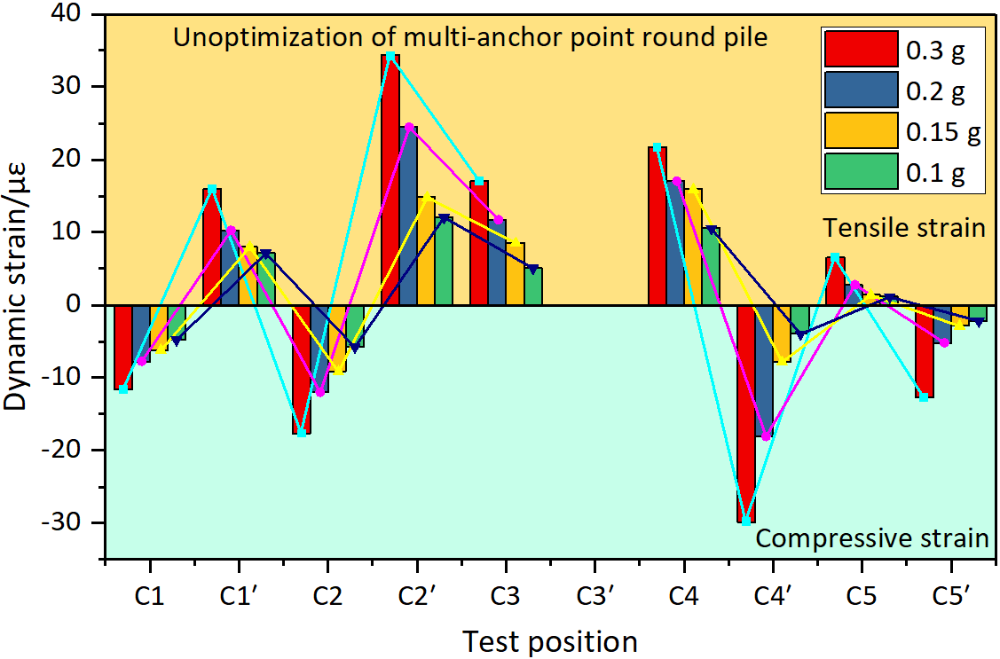 Unoptimization of multi-anchor point round pile
0.3 g
0.2 g
0.15 g
0.1 g
Tensile strain
Compressive strain
Dynamic strain/με
40
30
20
10
0
-10
-20
-30
C1 C1′ C2 C2′ C3 C3′ C4 C4′ C5 C5′
Test position